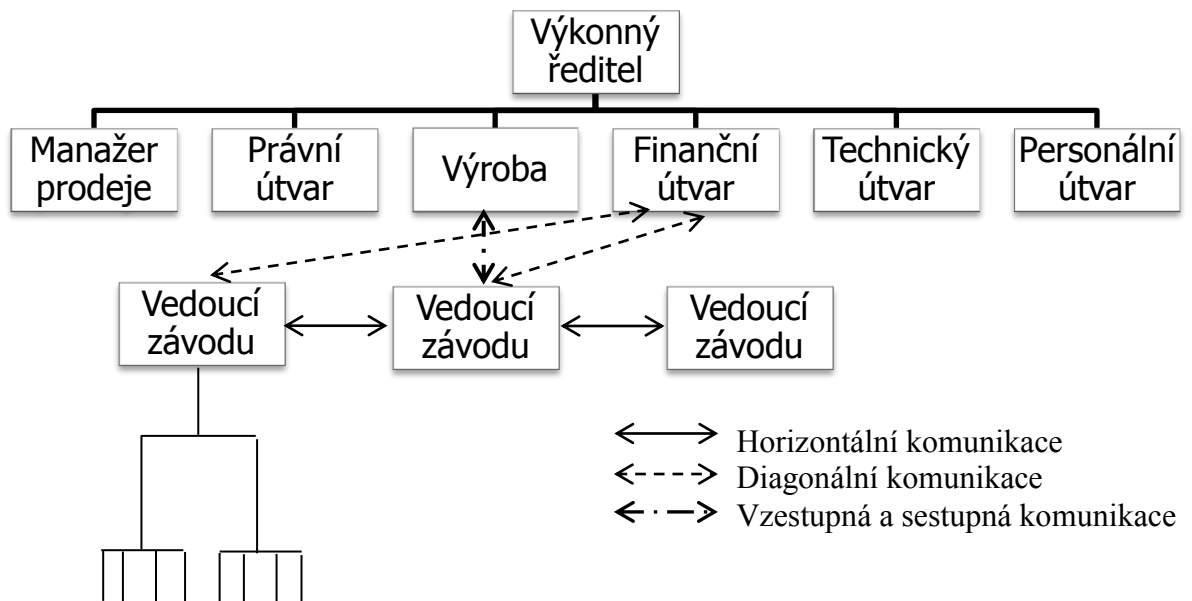 Výkonný
ředitel
Manažer
prodeje
Právní
útvar
Výroba
Finanční
útvar
Technický
útvar
Personální
útvar
Vedoucí
závodu
Vedoucí
závodu
Vedoucí
závodu
Horizontální komunikace
Diagonální komunikace
Vzestupná a sestupná komunikace